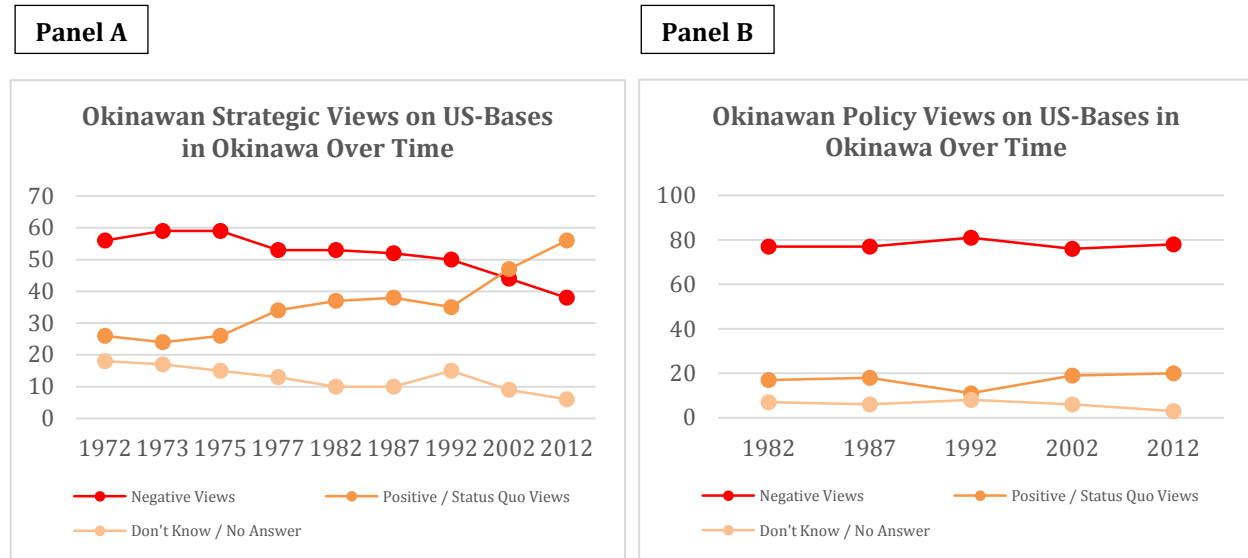 Panel A
Okinawan Strategic Views on US-Bases
in Okinawa Over Time
70
60
50
40
30
20
10
0
1972 1973 1975 1977 1982 1987 1992 2002 2012
Negative Views
Positive / Status Quo Views
Don't Know / No Answer
Panel B
Okinawan Policy Views on US-Bases in
Okinawa Over Time
100
80
60
40
20
0
1982 1987 1992 2002 2012
Negative Views
Positive / Status Quo Views
Don't Know / No Answer